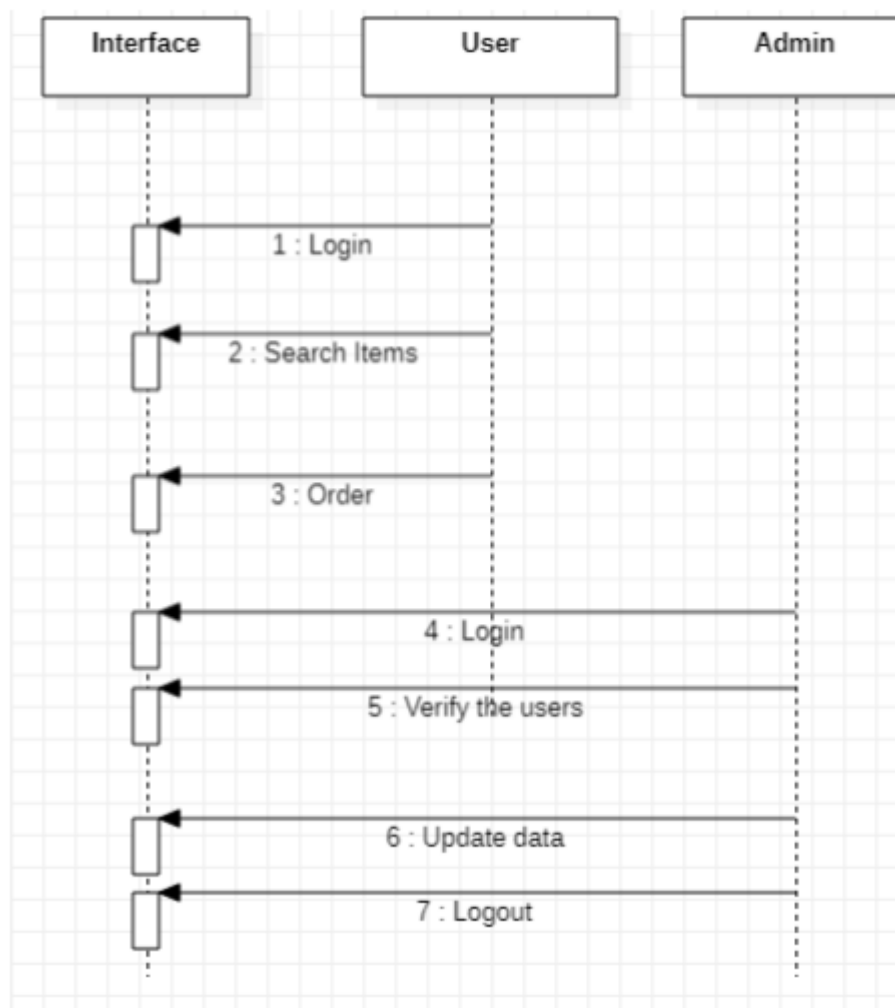 Interface
User
Admin
1 : Login
2 : Search Items
3 : Order
4 : Login
5 : Verify the users
6 : Update data
7 : Logout